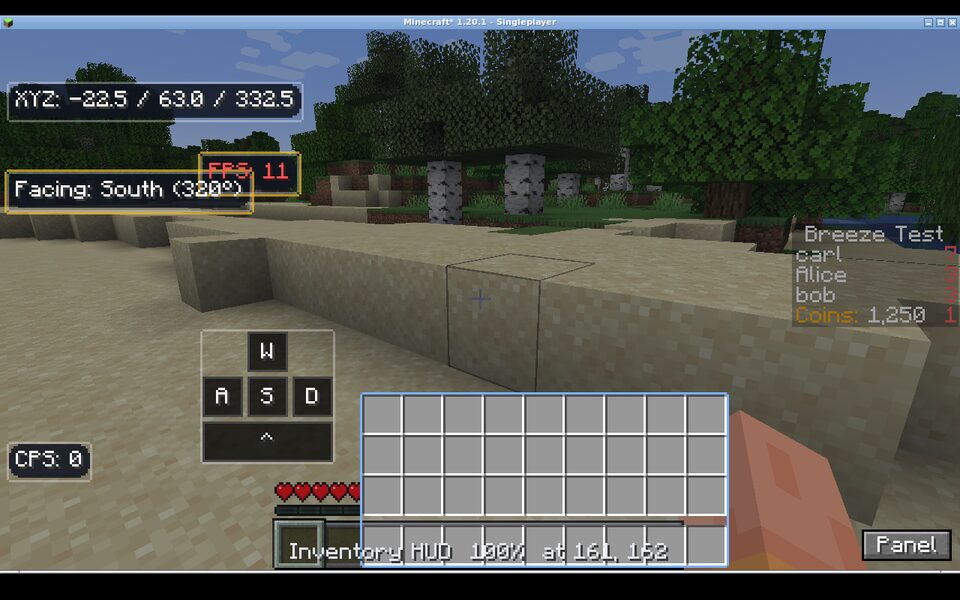 Minecraft* 1.20.1 - Singleplayer
XYZ: -22.5 / 63.0 / 332.5
FPS: 11
Facing: South (320°)
Breeze Test
carl
Alice
bob
Coins: 1,250 1
W
A S D
^
CPS: 0
Inventory HUD 100% at 161, 162
Panel